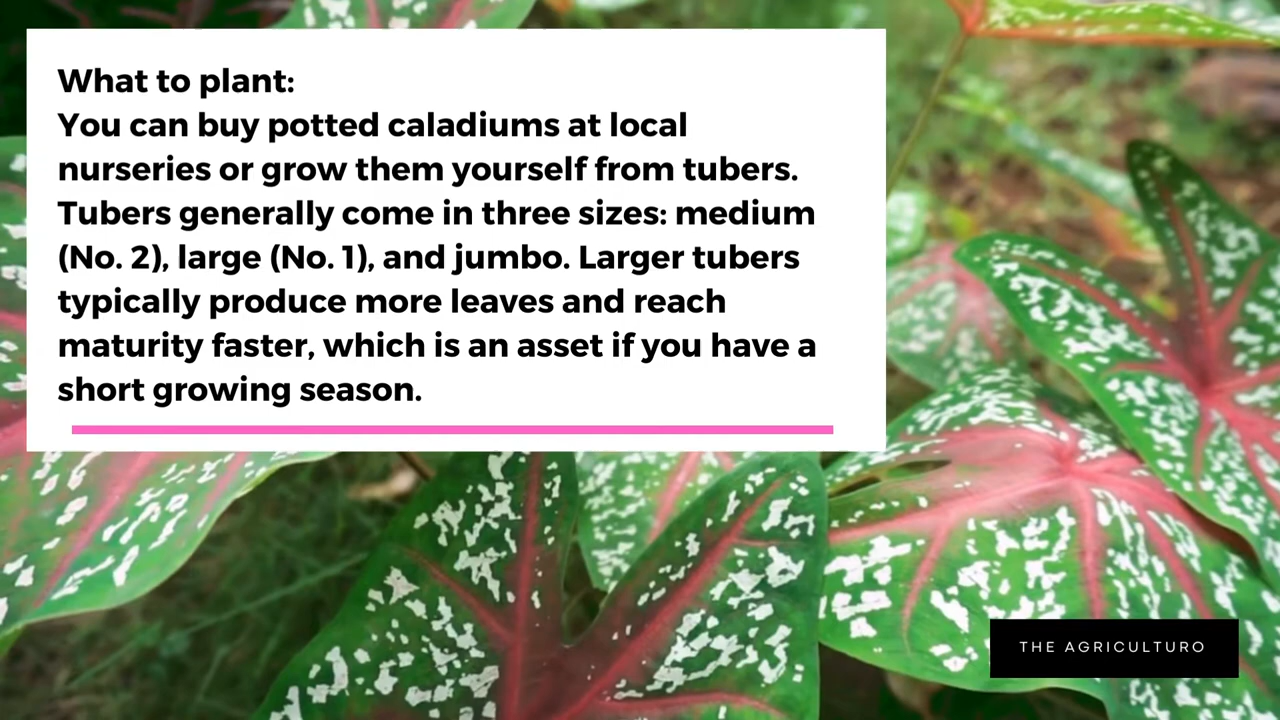 What to plant:
You can buy potted caladiums at local
nurseries or grow them yourself from tubers.
Tubers generally come in three sizes: medium
(No. 2), large (No. 1), and jumbo. Larger tubers
typically produce more leaves and reach
maturity faster, which is an asset if you have a
short growing season.
THE AGRICULTURO